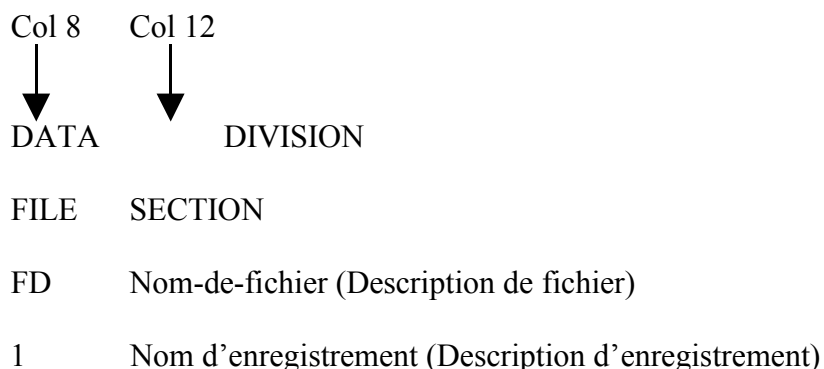 Col 8 Col 12
DATA DIVISION
FILE SECTION
FD Nom-de-fichier (Description de fichier)
1 Nom d’enregistrement (Description d’enregistrement)